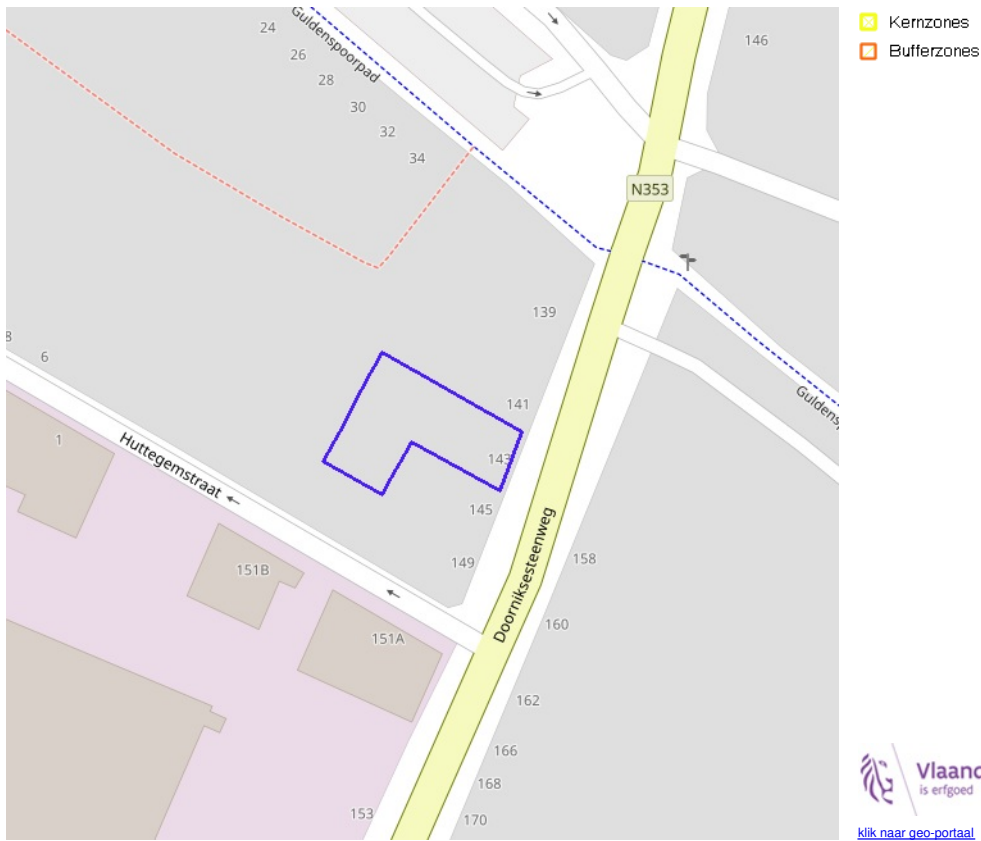 Kernzones
Bufferzones
24
26
28
30
32
34
Guldenspoorpad
146
N353
139
8
6
141
143
145
149
1
Huttegemstraat
151B
151A
Doorniksesteenweg
158
160
162
166
168
170
153
Guldens
Vlaand
is erfgoed
klik naar geo-portaal